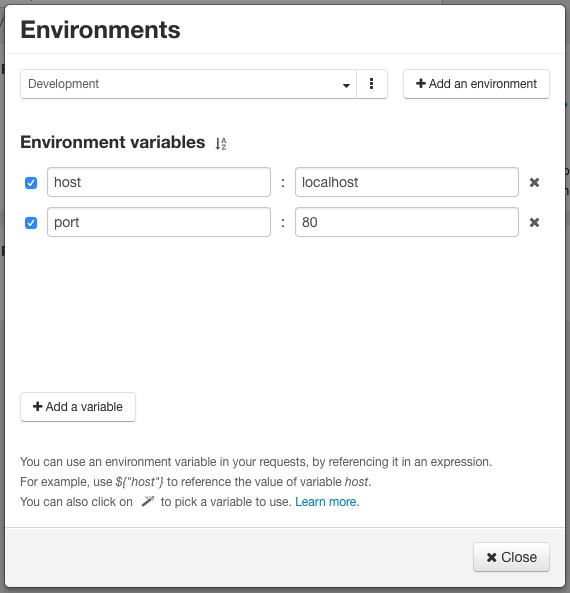 Environments
Development
Add an environment
Environment variables
host : localhost
port : 80
Add a variable
You can use an environment variable in your requests, by referencing it in an expression.
For example, use ${"host"} to reference the value of variable host.
You can also click on to pick a variable to use. Learn more.
Close